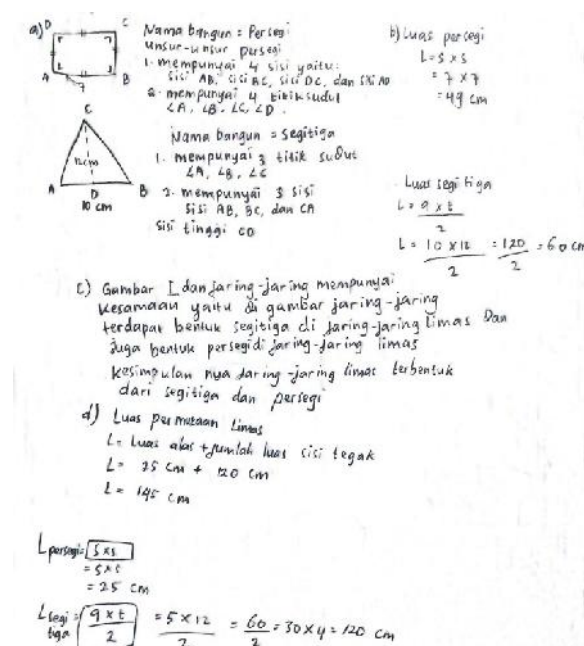 a) D C
A B
7
Nama bangun = Persegi
unsur-unsur persegi
1. mempunyai 4 sisi yaitu:
sisi AB, sisi BC, sisi DC, dan sisi AD
2. mempunyai 4 titik sudut
∠A, ∠B, ∠C, ∠D.
b) Luas persegi
L = s x s
= 7 x 7
= 49 cm
C
12cm
A D B
10 cm
Nama bangun = segitiga
1. mempunyai 3 titik sudut
∠A, ∠B, ∠C
2. mempunyai 3 sisi
sisi AB, BC, dan CA
sisi tinggi CD
Luas segitiga
L = a x t / 2
L = 10 x 12 / 2 = 120 / 2 = 60 cm
c) Gambar I dan jaring-jaring mempunyai
kesamaan yaitu di gambar jaring-jaring
terdapat bentuk segitiga di jaring-jaring limas Dan
juga bentuk persegi di jaring-jaring limas
kesimpulan nya jaring-jaring limas terbentuk
dari segitiga dan persegi
d) Luas permukaan Limas
L = Luas alas + jumlah luas sisi tegak
L = 25 cm + 120 cm
L = 145 cm
L persegi = s x s
= 5 x 5
= 25 cm
L segi tiga = a x t / 2 = 5 x 12 / 2 = 60 / 2 = 30 x 4 = 120 cm